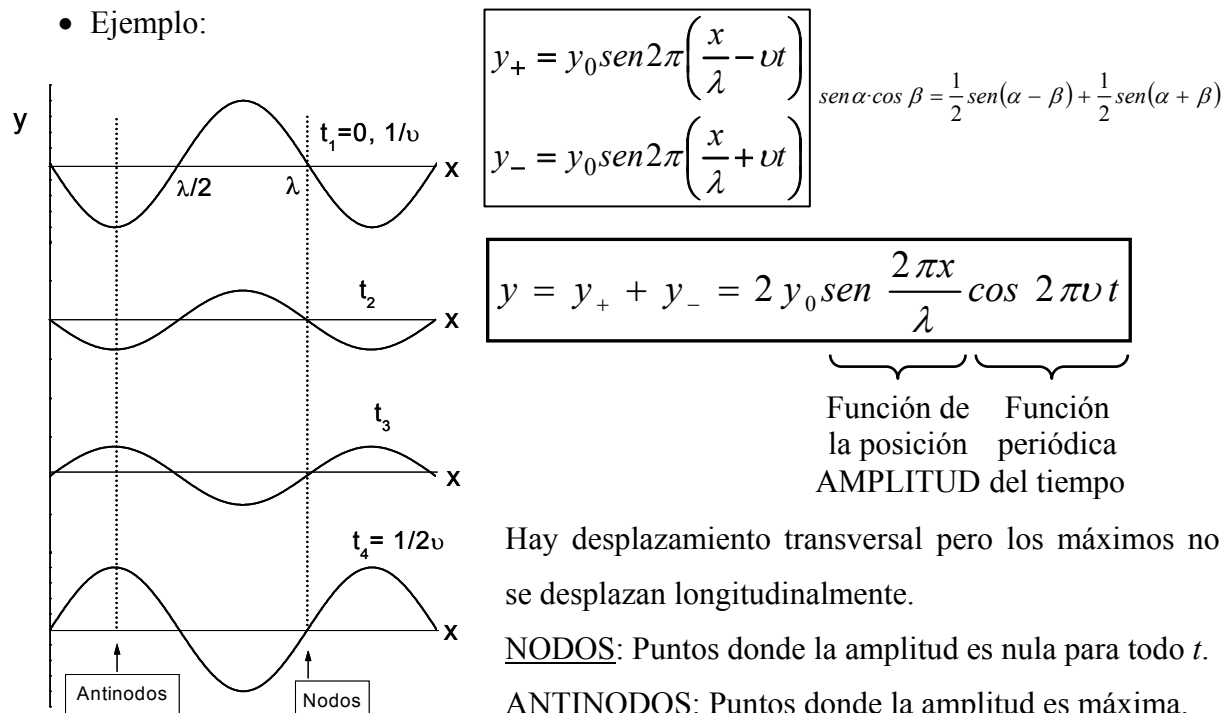 • Ejemplo:
y₊ = y₀sen2π(x/λ − υt)
y₋ = y₀sen2π(x/λ + υt)
senα·cos β = 1/2 sen(α − β) + 1/2 sen(α + β)
y = y₊ + y₋ = 2 y₀ sen 2πx/λ cos 2πυt
Función de la posición AMPLITUD
Función periódica del tiempo
y
t₁=0, 1/υ
x
λ/2
λ
t₂
x
t₃
x
t₄= 1/2υ
x
Antinodos
Nodos
Hay desplazamiento transversal pero los máximos no
se desplazan longitudinalmente.
NODOS: Puntos donde la amplitud es nula para todo t.
ANTINODOS: Puntos donde la amplitud es máxima.